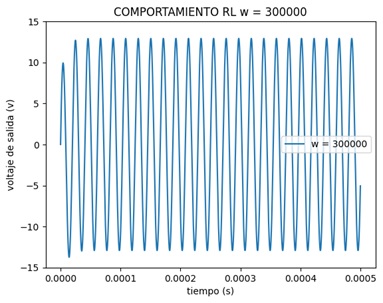 COMPORTAMIENTO RL w = 300000
15
10
5
0
−5
−10
−15
voltaje de salida (v)
w = 300000
0.0000 0.0001 0.0002 0.0003 0.0004 0.0005
tiempo (s)